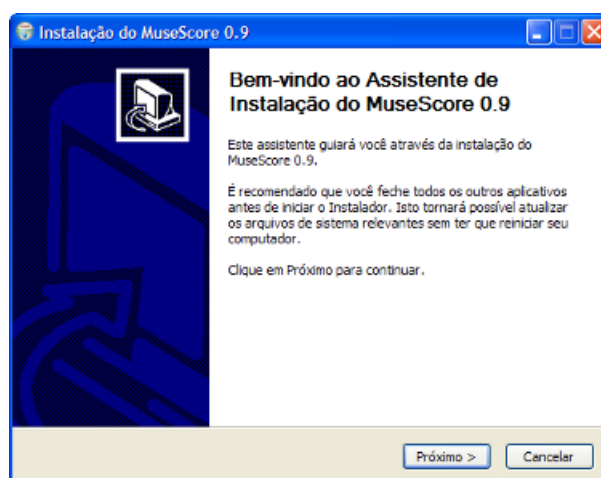 Instalação do MuseScore 0.9
Bem-vindo ao Assistente de
Instalação do MuseScore 0.9
Este assistente guiará você através da instalação do
MuseScore 0.9.
É recomendado que você feche todos os outros aplicativos
antes de iniciar o Instalador. Isto tornará possível atualizar
os arquivos de sistema relevantes sem ter que reiniciar seu
computador.
Clique em Próximo para continuar.
Próximo >
Cancelar